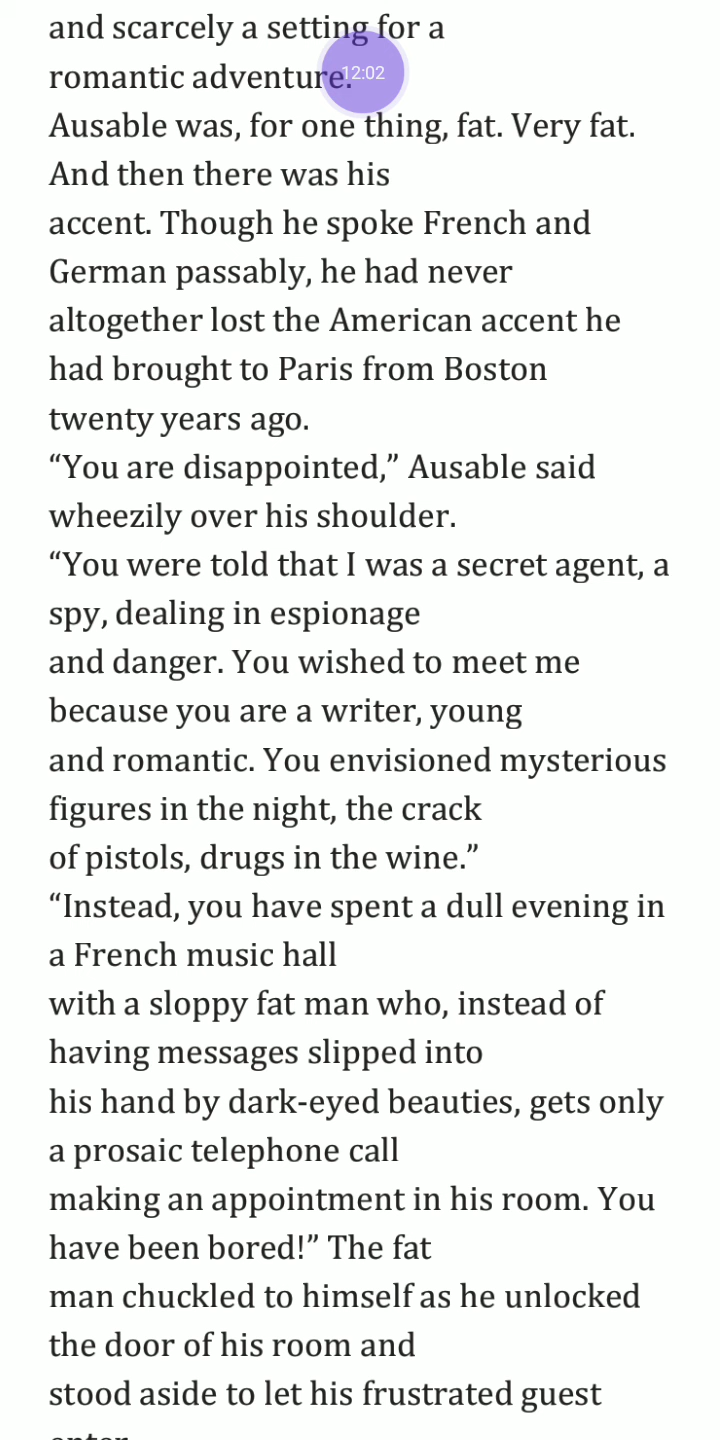 and scarcely a setting for a
12:02
romantic adventure.
Ausable was, for one thing, fat. Very fat.
And then there was his
accent. Though he spoke French and
German passably, he had never
altogether lost the American accent he
had brought to Paris from Boston
twenty years ago.
“You are disappointed,” Ausable said
wheezily over his shoulder.
“You were told that I was a secret agent, a
spy, dealing in espionage
and danger. You wished to meet me
because you are a writer, young
and romantic. You envisioned mysterious
figures in the night, the crack
of pistols, drugs in the wine.”
“Instead, you have spent a dull evening in
a French music hall
with a sloppy fat man who, instead of
having messages slipped into
his hand by dark-eyed beauties, gets only
a prosaic telephone call
making an appointment in his room. You
have been bored!” The fat
man chuckled to himself as he unlocked
the door of his room and
stood aside to let his frustrated guest